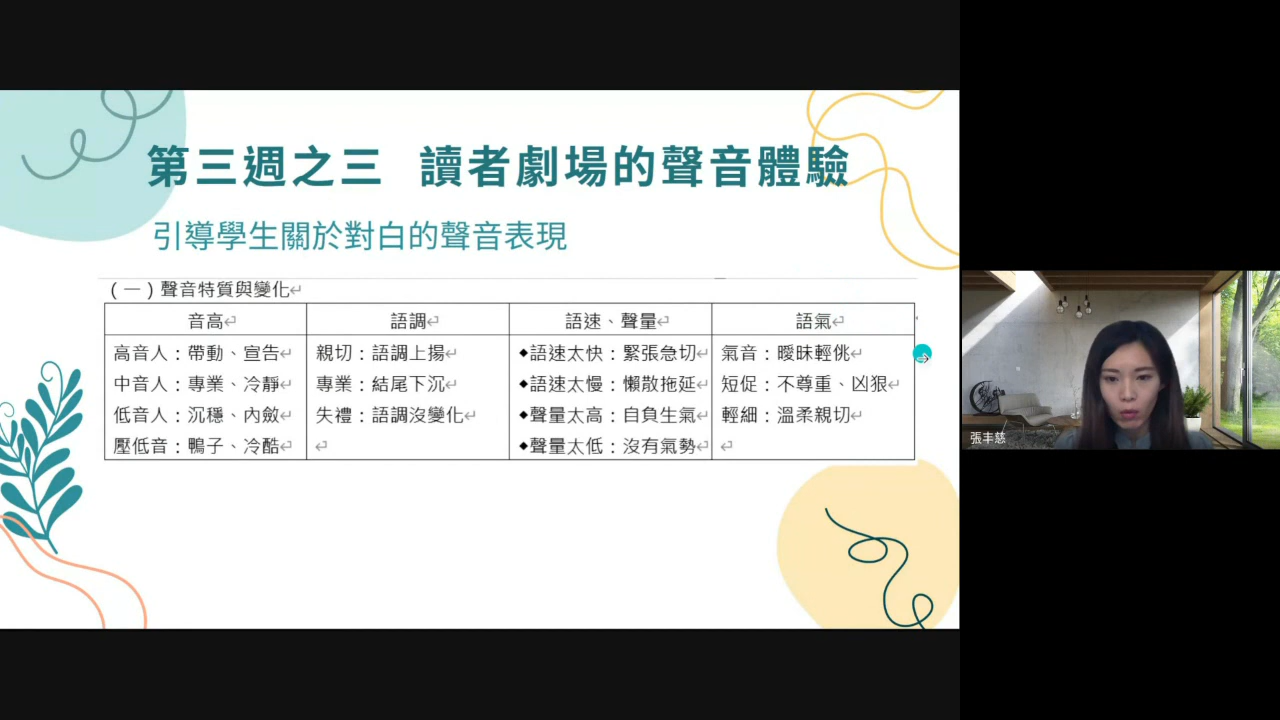 第三週之三 讀者劇場的聲音體驗
引導學生關於對白的聲音表現
(一)聲音特質與變化
音高 語調 語速、聲量 語氣
高音人：帶動、宣告 親切：語調上揚 ◆語速太快：緊張急切 氣音：曖昧輕佻
中音人：專業、冷靜 專業：結尾下沉 ◆語速太慢：懶散拖延 短促：不尊重、凶狠
低音人：沉穩、內斂 失禮：語調沒變化 ◆聲量太高：自負生氣 輕細：溫柔親切
壓低音：鴨子、冷酷 ◆聲量太低：沒有氣勢
張丰慈